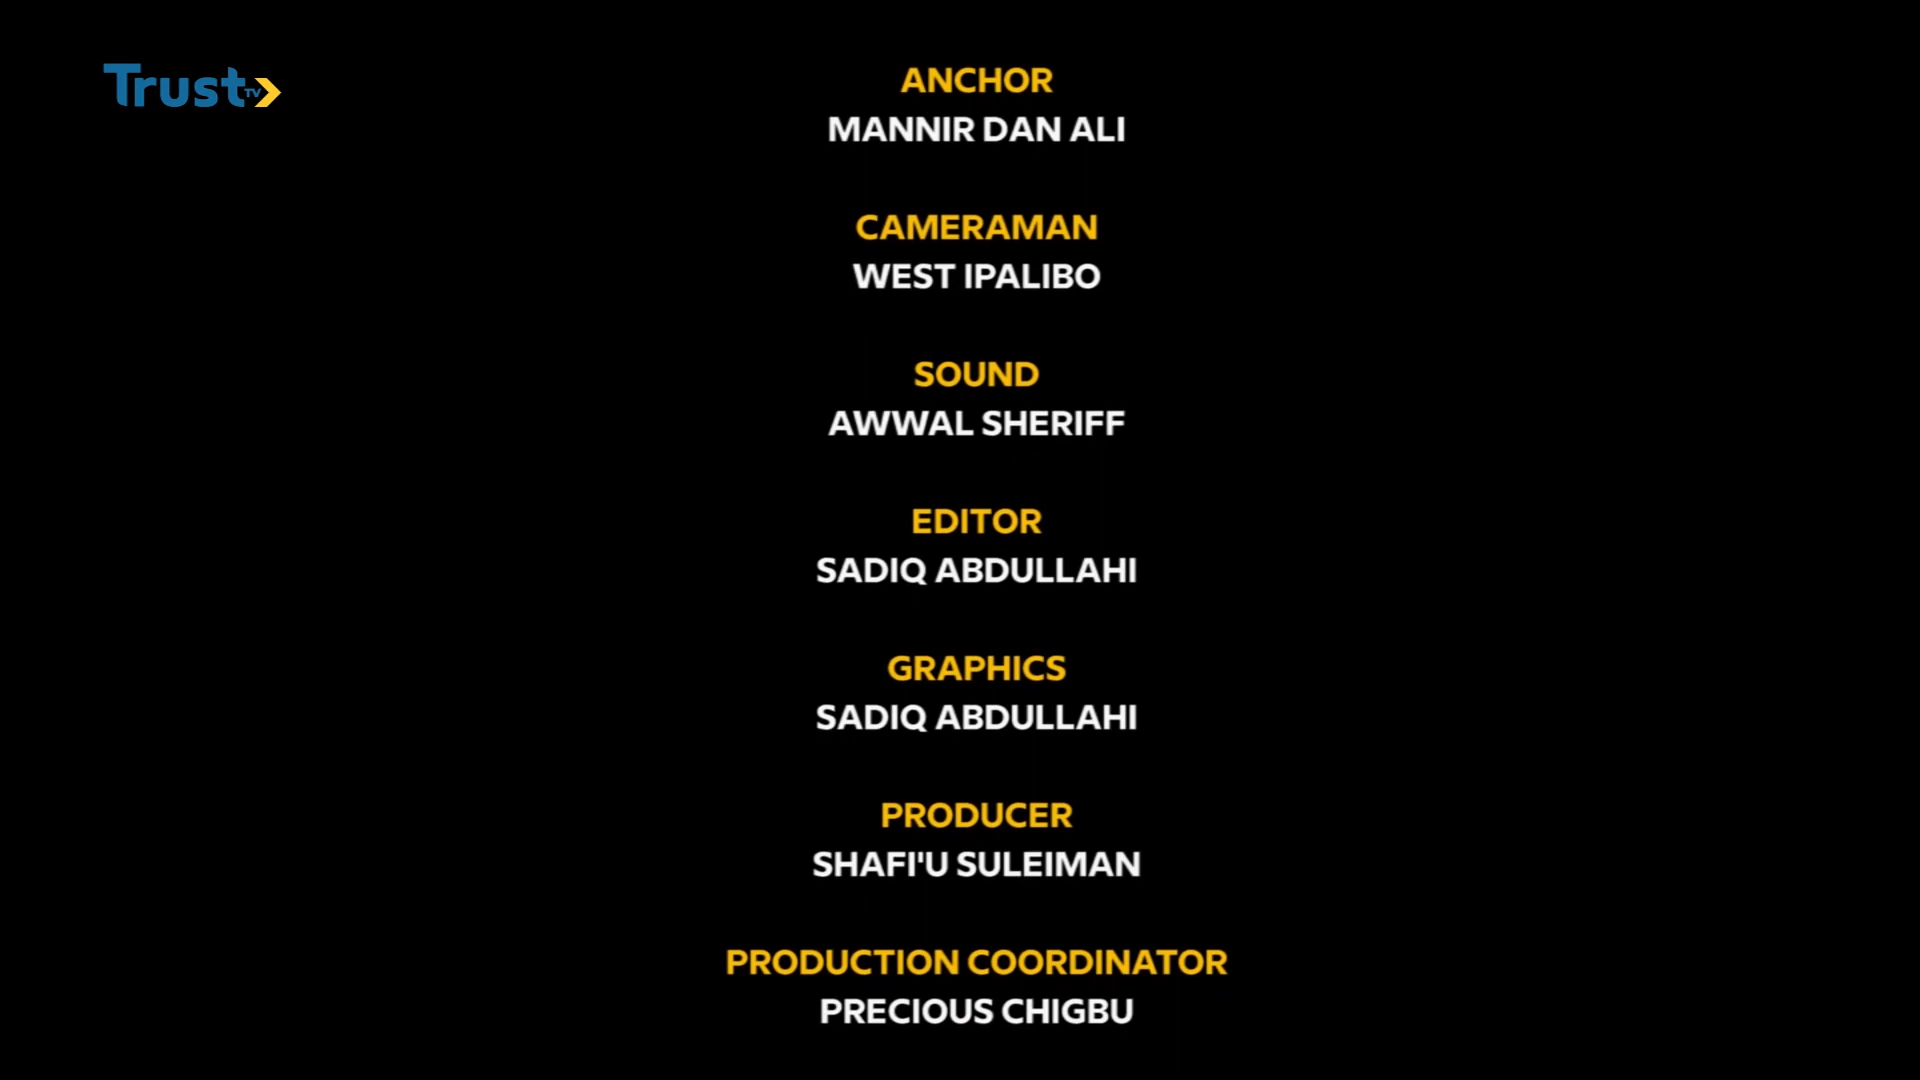 Trust TV
ANCHOR
MANNIR DAN ALI
CAMERAMAN
WEST IPALIBO
SOUND
AWWAL SHERIFF
EDITOR
SADIQ ABDULLAHI
GRAPHICS
SADIQ ABDULLAHI
PRODUCER
SHAFI'U SULEIMAN
PRODUCTION COORDINATOR
PRECIOUS CHIGBU